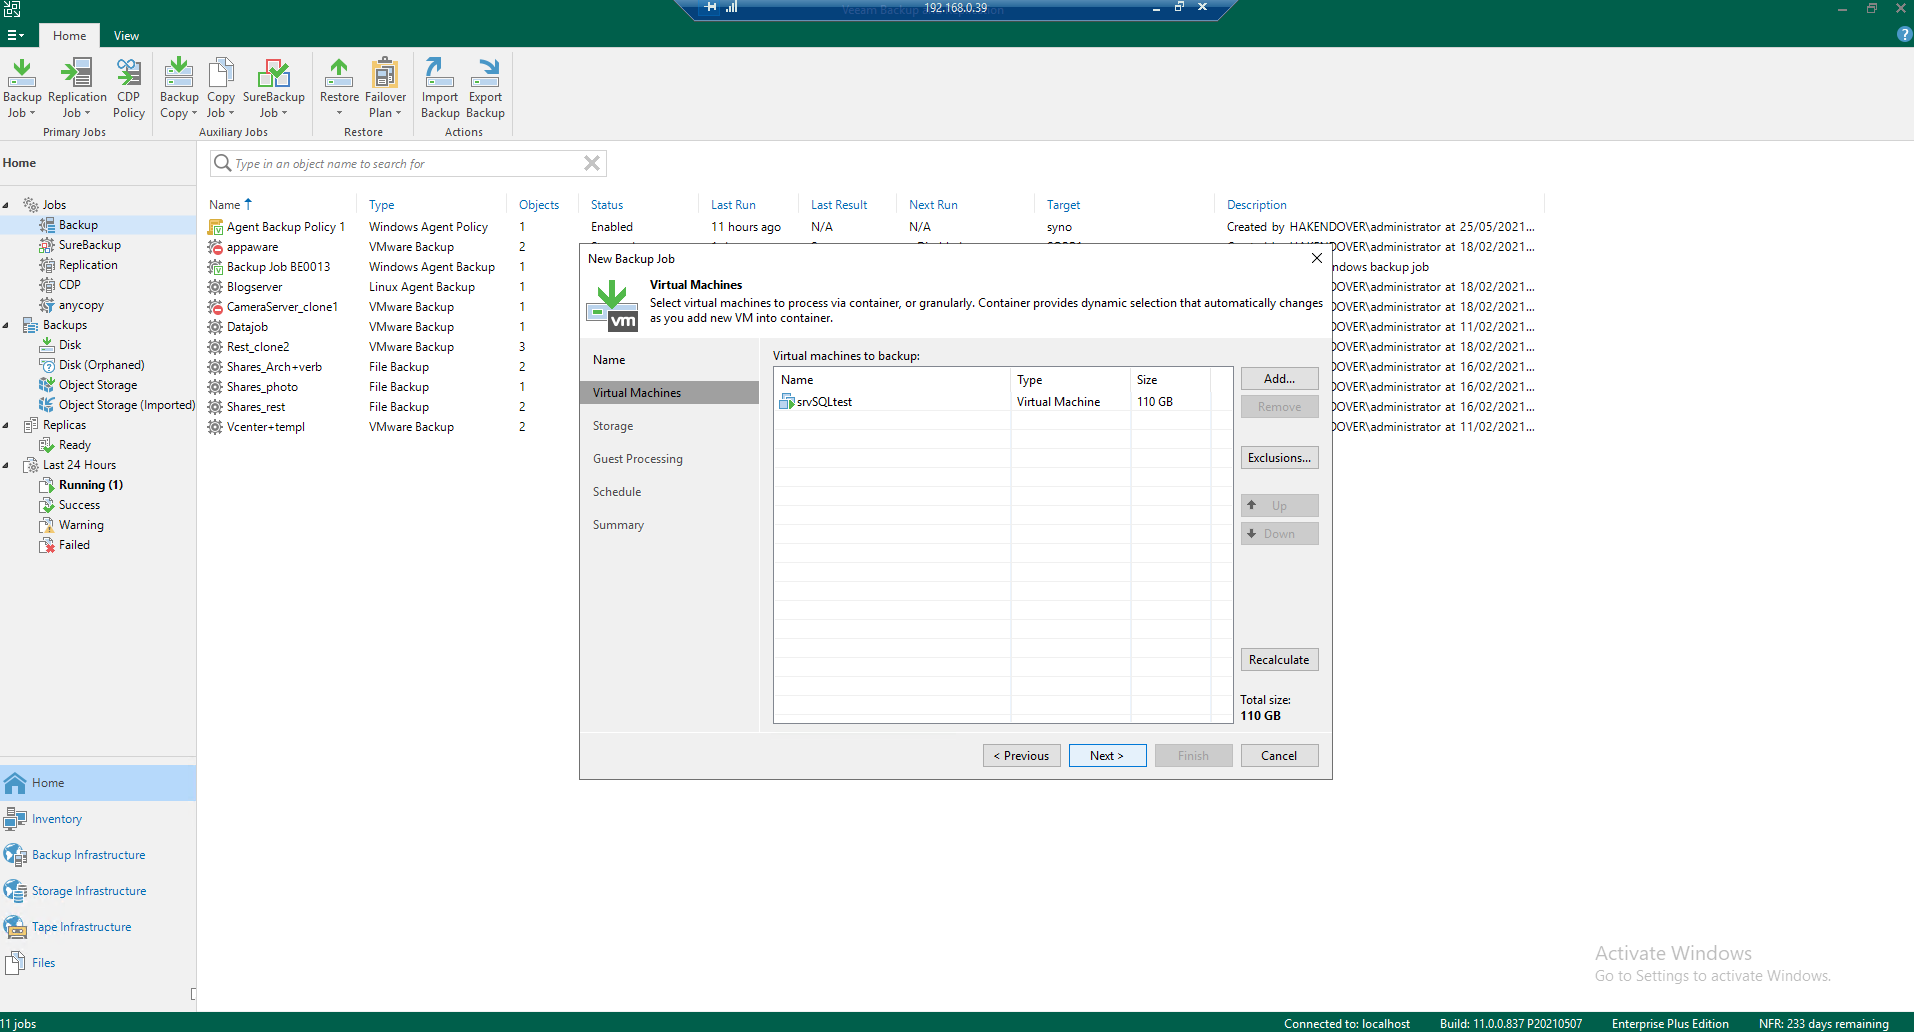 192.168.0.39
Home View
Backup Job
Replication Job
CDP Policy
Primary Jobs
Backup Copy
Copy Job
SureBackup Job
Auxiliary Jobs
Restore
Failover Plan
Restore
Import Backup
Export Backup
Actions
Home
Type in an object name to search for
Jobs
Backup
SureBackup
Replication
CDP
anycopy
Backups
Disk
Disk (Orphaned)
Object Storage
Object Storage (Imported)
Replicas
Ready
Last 24 Hours
Running (1)
Success
Warning
Failed
Home
Inventory
Backup Infrastructure
Storage Infrastructure
Tape Infrastructure
Files
Name Type Objects Status Last Run Last Result Next Run Target Description
Agent Backup Policy 1 Windows Agent Policy 1 Enabled 11 hours ago N/A N/A syno Created by HAKENDOVER\administrator at 25/05/2021...
appaware VMware Backup 2 DOVER\administrator at 18/02/2021...
Backup Job BE0013 Windows Agent Backup 1 ndows backup job
Blogserver Linux Agent Backup 1 DOVER\administrator at 18/02/2021...
CameraServer_clone1 VMware Backup 1 DOVER\administrator at 18/02/2021...
Datajob VMware Backup 1 DOVER\administrator at 11/02/2021...
Rest_clone2 VMware Backup 3 DOVER\administrator at 18/02/2021...
Shares_Arch+verb File Backup 2 DOVER\administrator at 16/02/2021...
Shares_photo File Backup 1 DOVER\administrator at 16/02/2021...
Shares_rest File Backup 2 DOVER\administrator at 16/02/2021...
Vcenter+templ VMware Backup 2 DOVER\administrator at 11/02/2021...
New Backup Job
vm
Virtual Machines
Select virtual machines to process via container, or granularly. Container provides dynamic selection that automatically changes
as you add new VM into container.
Name
Virtual Machines
Storage
Guest Processing
Schedule
Summary
Virtual machines to backup:
Name Type Size
srvSQLtest Virtual Machine 110 GB
Add...
Remove
Exclusions...
Up
Down
Recalculate
Total size:
110 GB
< Previous Next > Finish Cancel
Activate Windows
Go to Settings to activate Windows.
11 jobs Connected to: localhost Build: 11.0.0.837 P20210507 Enterprise Plus Edition NFR: 233 days remaining